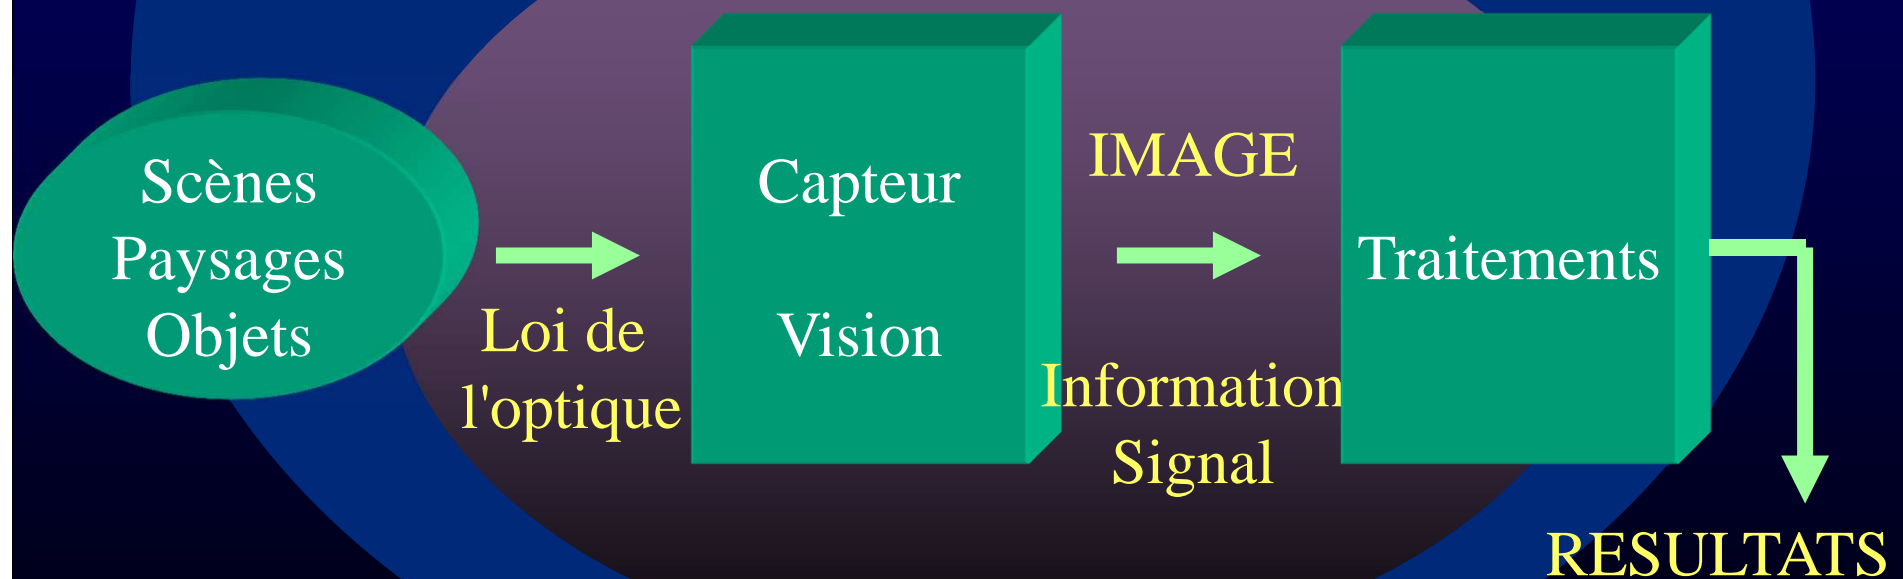 Scènes
Paysages
Objets
Loi de
l'optique
Capteur
Vision
IMAGE
Information
Signal
Traitements
RESULTATS